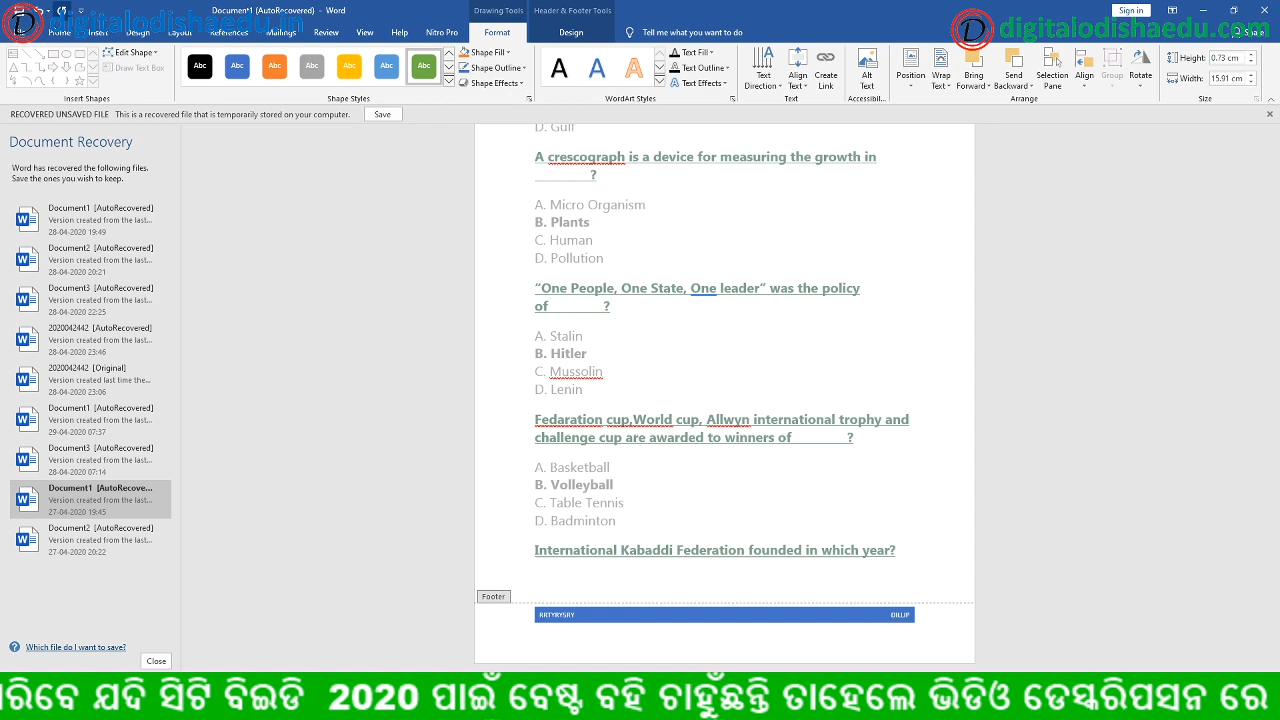 digitalodishaedu.in
Document1 (AutoRecovered) - Word
Drawing Tools
Header & Footer Tools
Sign in
digitalodishaedu.com
References
Mailings
Review
View
Help
Nitro Pro
Format
Design
Tell me what you want to do
Share
Edit Shape
Draw Text Box
Insert Shapes
Abc Abc Abc Abc Abc Abc Abc
Shape Fill
Shape Outline
Shape Effects
Shape Styles
A A A
Text Fill
Text Outline
Text Effects
WordArt Styles
Text Direction
Align Text
Create Link
Text
Alt Text
Accessibil...
Position
Wrap Text
Bring Forward
Send Backward
Selection Pane
Align
Group
Rotate
Arrange
Height: 0.73 cm
Width: 15.91 cm
Size
RECOVERED UNSAVED FILE This is a recovered file that is temporarily stored on your computer.
Save
Document Recovery
Word has recovered the following files.
Save the ones you wish to keep.
Document1 [AutoRecovered]
Version created from the last...
28-04-2020 19:49
Document2 [AutoRecovered]
Version created from the last...
28-04-2020 20:21
Document3 [AutoRecovered]
Version created from the last...
28-04-2020 22:25
2020042442 [AutoRecovered]
Version created from the last...
28-04-2020 23:46
2020042442 [Original]
Version created last time the...
28-04-2020 23:06
Document1 [AutoRecovered]
Version created from the last...
29-04-2020 07:37
Document3 [AutoRecovered]
Version created from the last...
28-04-2020 07:14
Document1 [AutoRecove...
Version created from the last...
27-04-2020 19:45
Document2 [AutoRecovered]
Version created from the last...
27-04-2020 20:22
Which file do I want to save?
Close
D. Gulf
A crescograph is a device for measuring the growth in
________?
A. Micro Organism
B. Plants
C. Human
D. Pollution
“One People, One State, One leader” was the policy
of________?
A. Stalin
B. Hitler
C. Mussolin
D. Lenin
Fedaration cup,World cup, Allwyn international trophy and
challenge cup are awarded to winners of________?
A. Basketball
B. Volleyball
C. Table Tennis
D. Badminton
International Kabaddi Federation founded in which year?
Footer
RRTYRYSRY
DILLIP
ରିବେ ଯଦି ସିଟି ବିଇଡି 2020 ପାଇଁ ବେଷ୍ଟ ବହି ଚାହୁଁଛନ୍ତି ତାହେଲେ ଭିଡିଓ ଡେସ୍କରିପସନ ରେ